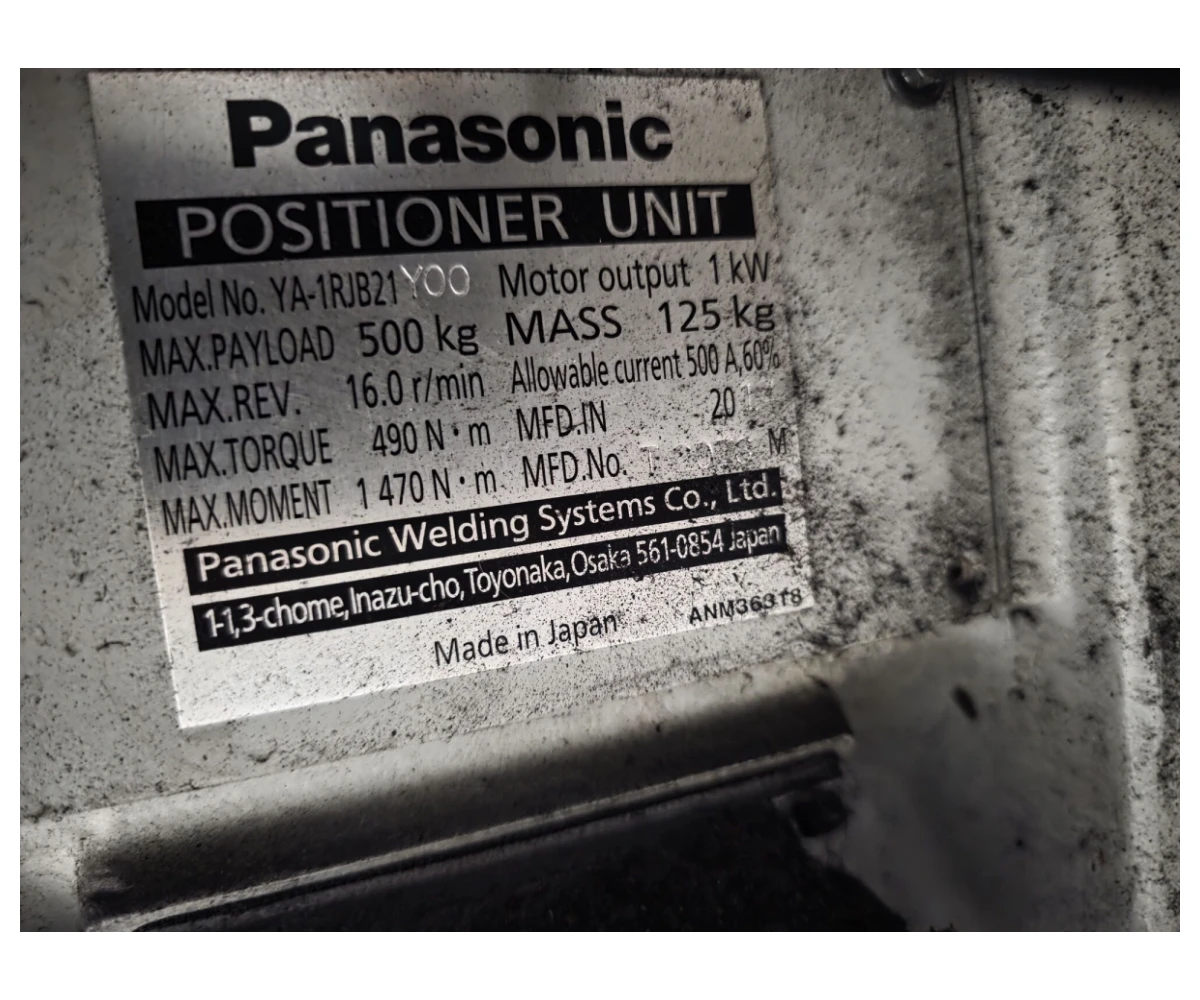 Panasonic
POSITIONER UNIT
Model No. YA-1RJB21Y00 Motor output 1 kW
MAX.PAYLOAD 500 kg MASS 125 kg
MAX.REV. 16.0 r/min Allowable current 500 A,60%
MAX.TORQUE 490 N·m MFD.IN
MAX.MOMENT 1 470 N·m MFD.No.
Panasonic Welding Systems Co., Ltd.
1-1,3-chome,Inazu-cho,Toyonaka,Osaka 561-0854 Japan
Made in Japan ANM36318